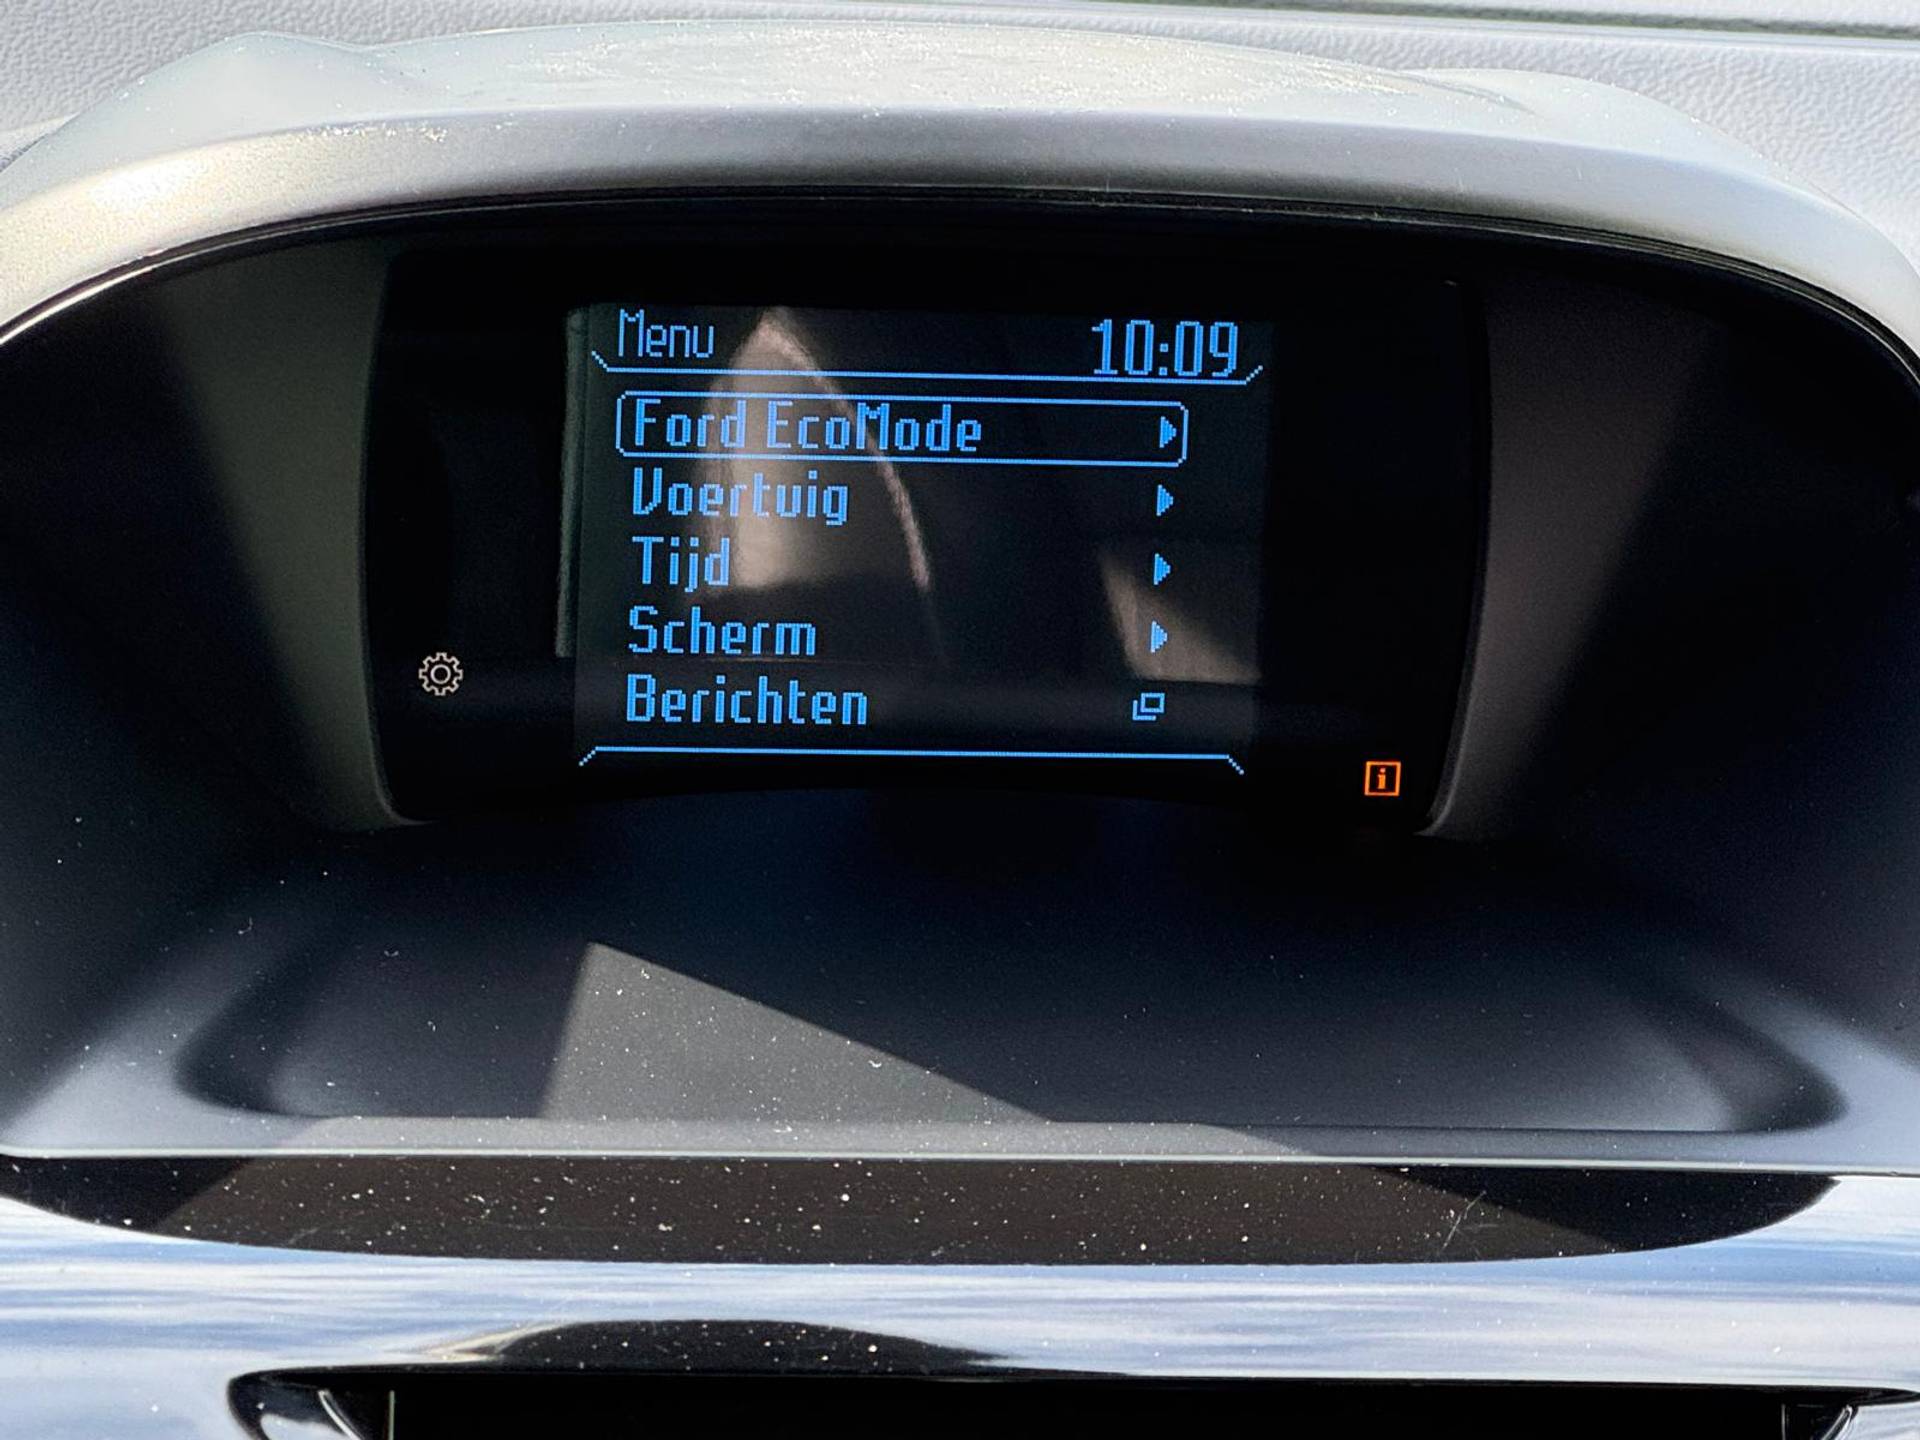 Menu 10:09
Ford EcoMode
Voertuig
Tijd
Scherm
Berichten
i